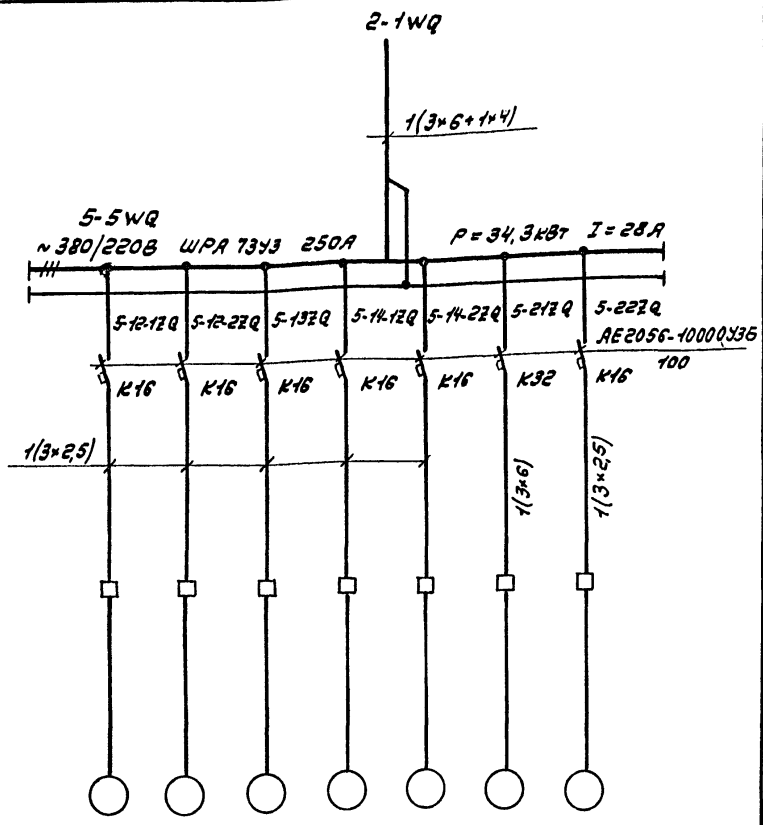 2-1WQ
1(3×6+1×4)
5-5WQ
~380/220В ШРА 73У3 250А P=34,3кВт I=28А
5-12-1ZQ 5-12-2ZQ 5-13ZQ 5-14-1ZQ 5-14-2ZQ 5-21ZQ 5-22ZQ
АЕ2056-10000У3Б
100
К16 К16 К16 К16 К16 К32 К16
1(3×2,5)
1(3×6)
1(3×2,5)